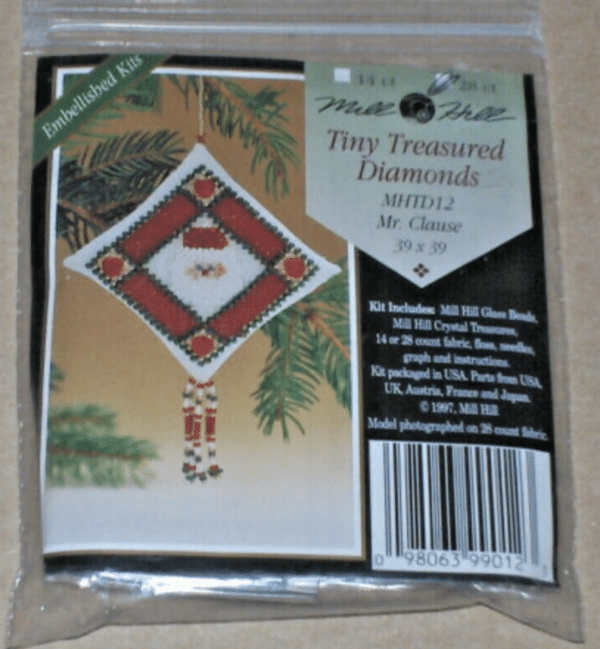 Embellished Kits
14 ct 28 ct
Mill Hill
Tiny Treasured
Diamonds
MHTD12
Mr. Clause
39 x 39
Kit Includes: Mill Hill Glass Beads,
Mill Hill Crystal Treasures,
14 or 28 count fabric, floss, needles,
graph and instructions.
Kit packaged in USA. Parts from USA,
UK, Austria, France and Japan.
© 1997, Mill Hill
Model photographed on 28 count fabric.
0 98063 99012 1